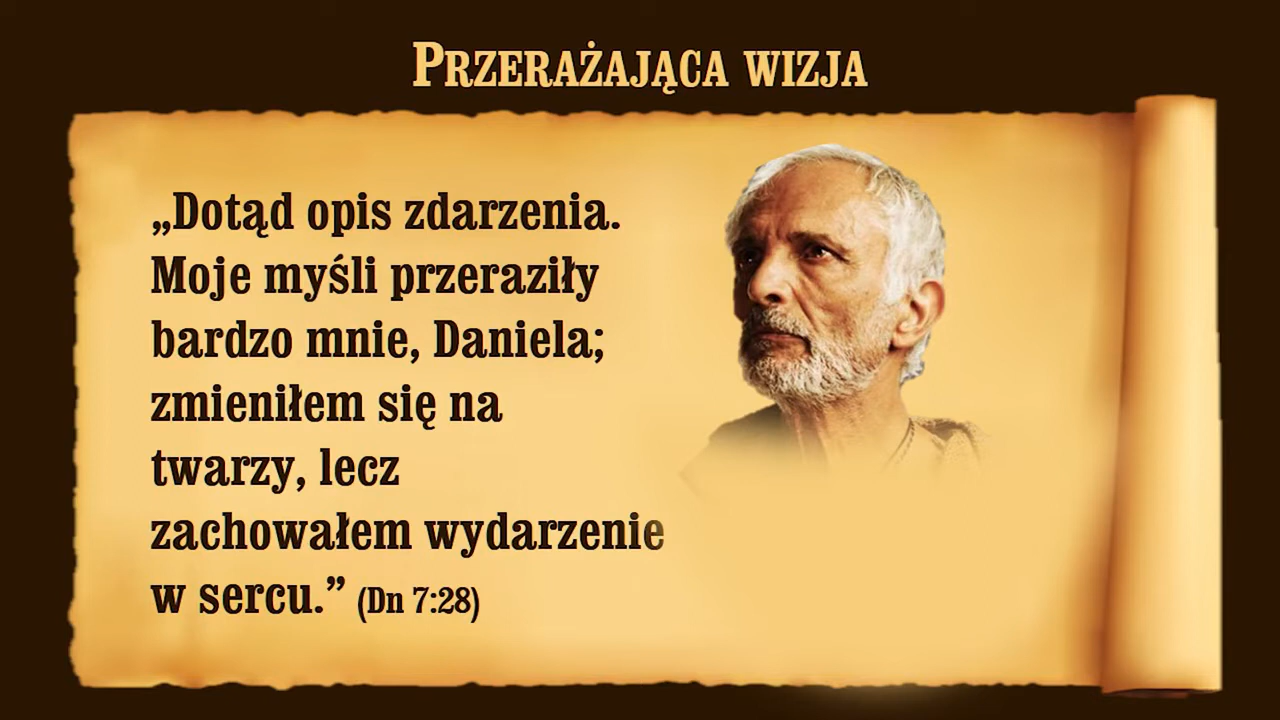 PRZERAŻAJĄCA WIZJA
„Dotąd opis zdarzenia.
Moje myśli przeraziły
bardzo mnie, Daniela;
zmieniłem się na
twarzy, lecz
zachowałem wydarzenie
w sercu.” (Dn 7:28)